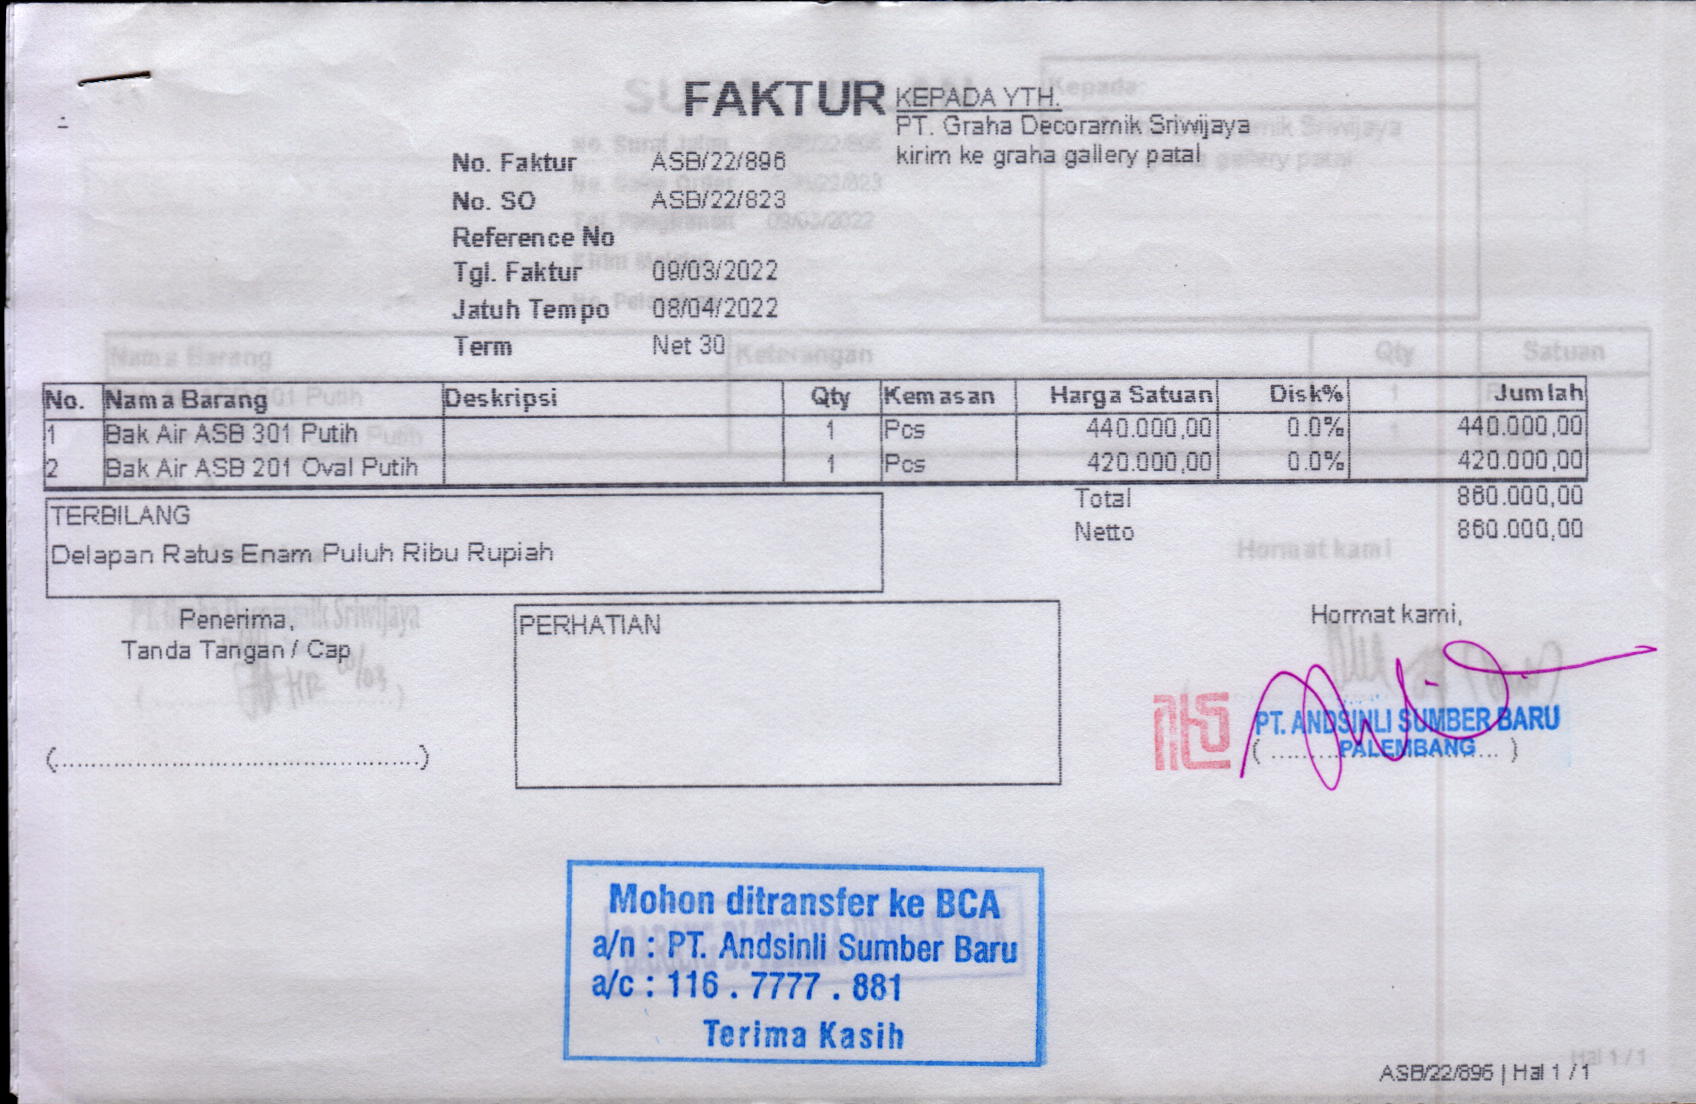 FAKTUR
KEPADA YTH.
PT. Graha Decoramik Sriwijaya
kirim ke graha gallery patal
No. Faktur ASB/22/896
No. SO ASB/22/823
Reference No
Tgl. Faktur 09/03/2022
Jatuh Tempo 08/04/2022
Term Net 30
No. Nama Barang Deskripsi Qty Kemasan Harga Satuan Disk% Jumlah
1 Bak Air ASB 301 Putih 1 Pcs 440.000,00 0.0% 440.000,00
2 Bak Air ASB 201 Oval Putih 1 Pcs 420.000,00 0.0% 420.000,00
Total 860.000,00
Netto 860.000,00
TERBILANG
Delapan Ratus Enam Puluh Ribu Rupiah
Penerima,
Tanda Tangan / Cap
(................................................)
PERHATIAN
Hormat kami,
PT. ANDSINLI SUMBER BARU
PALEMBANG
Mohon ditransfer ke BCA
a/n : PT. Andsinli Sumber Baru
a/c : 116 . 7777 . 881
Terima Kasih
ASB/22/896 | Hal 1 / 1